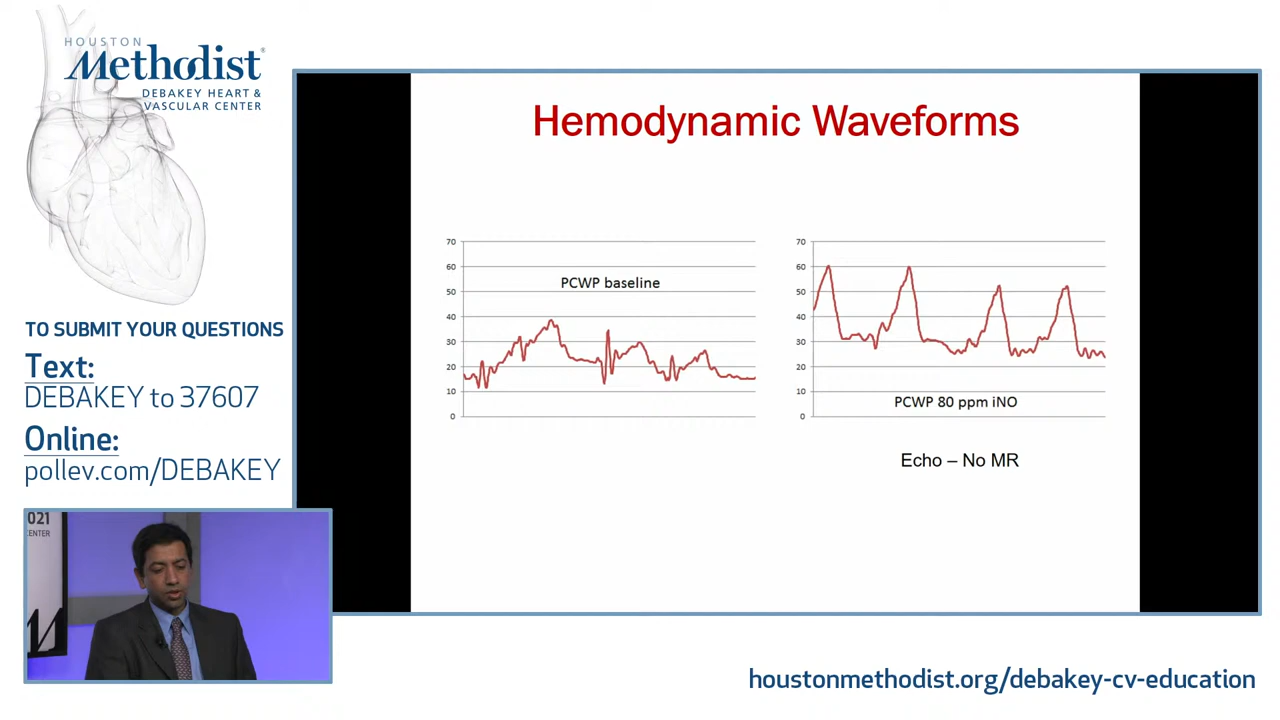 HOUSTON
Methodist®
DEBAKEY HEART &
VASCULAR CENTER
TO SUBMIT YOUR QUESTIONS
Text:
DEBAKEY to 37607
Online:
pollev.com/DEBAKEY
021
CENTER
Hemodynamic Waveforms
70
60
50
40
30
20
10
0
PCWP baseline
70
60
50
40
30
20
10
0
PCWP 80 ppm iNO
Echo – No MR
houstonmethodist.org/debakey-cv-education